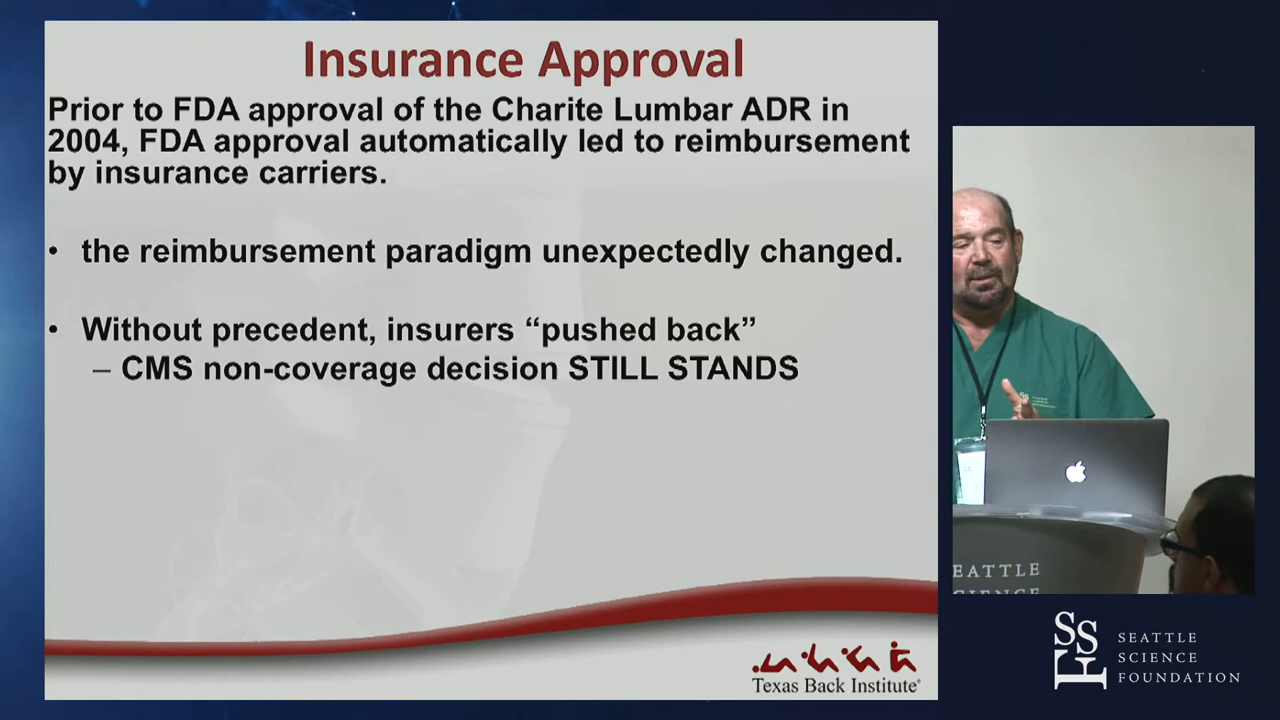 Insurance Approval
Prior to FDA approval of the Charite Lumbar ADR in
2004, FDA approval automatically led to reimbursement
by insurance carriers.
• the reimbursement paradigm unexpectedly changed.
• Without precedent, insurers “pushed back”
– CMS non-coverage decision STILL STANDS
Texas Back Institute
EATTLE
SCIENCE
SSF
SEATTLE
SCIENCE
FOUNDATION